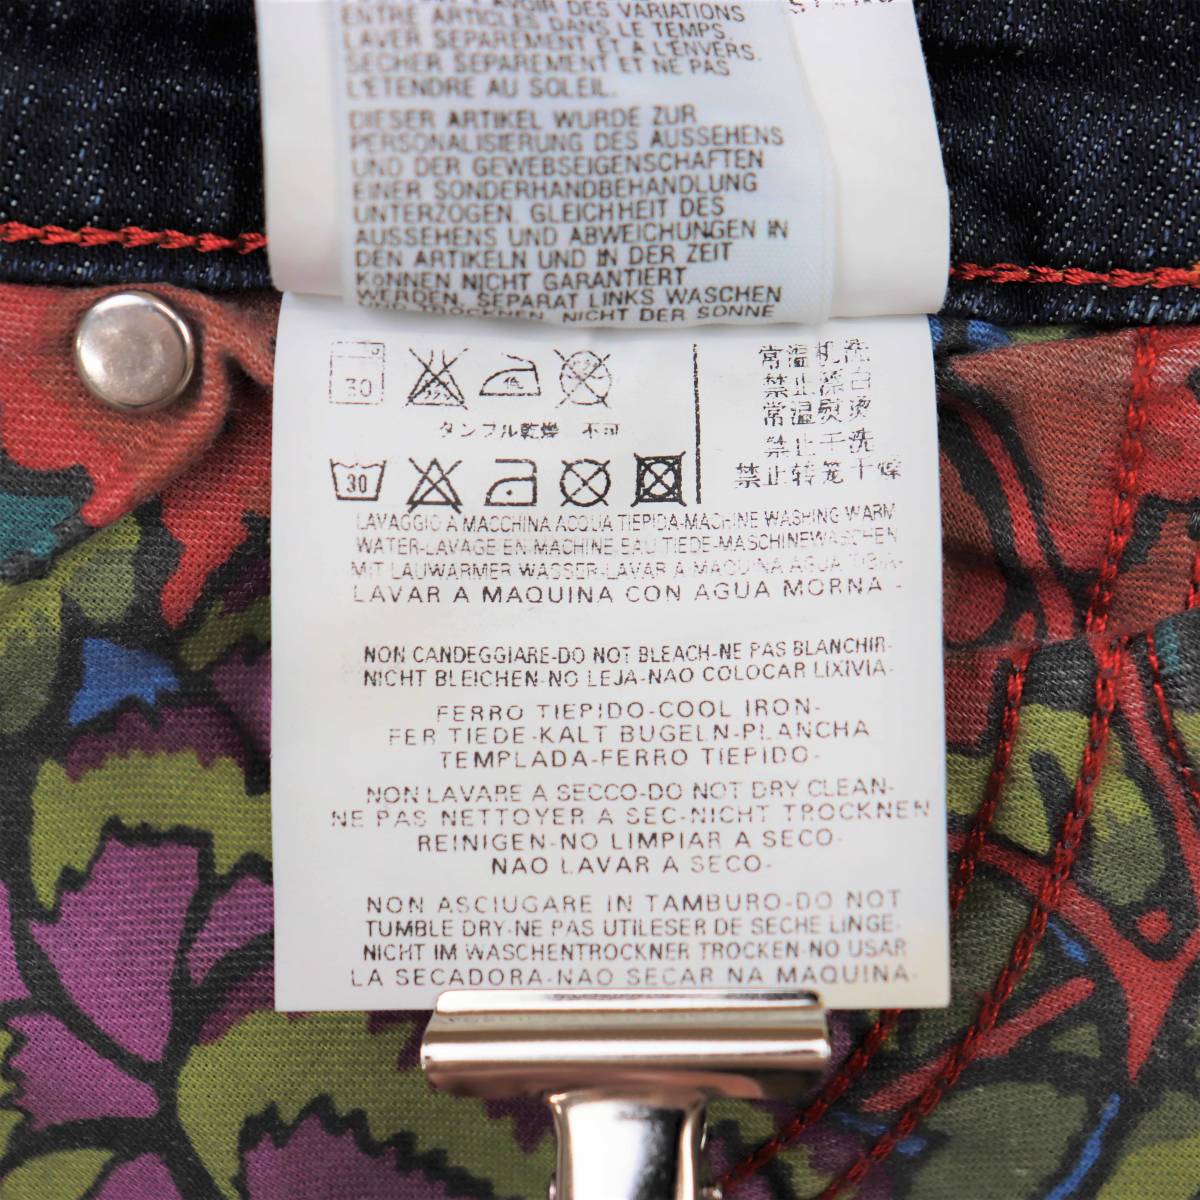 AVOIR DES VARIATIONS
ENTRE ARTICLES DANS LE TEMPS.
LAVER SEPAREMENT ET A L'ENVERS.
SECHER SEPAREMENT ET NE PAS
L'ETENDRE AU SOLEIL.
DIESER ARTIKEL WURDE ZUR
PERSONALISIERUNG DES AUSSEHENS
UND DER GEWEBSEIGENSCHAFTEN
EINER SONDERHANDBEHANDLUNG
UNTERZOGEN. GLEICHHEIT DES
AUSSEHENS UND ABWEICHUNGEN IN
DEN ARTIKELN UND IN DER ZEIT
KÖNNEN NICHT GARANTIERT
WERDEN. SEPARAT LINKS WASCHEN
TROCKNEN. NICHT DER SONNE
30
タンブル乾燥 不可
30
常温机洗
禁止漂白
常温熨烫
禁止干洗
禁止转笼干燥
LAVAGGIO A MACCHINA ACQUA TIEPIDA-MACHINE WASHING WARM
WATER-LAVAGE EN MACHINE EAU TIEDE-MASCHINEWASCHEN
MIT LAUWARMER WASSER-LAVAR A MAQUINA AGUA TIBIA
LAVAR A MAQUINA CON AGUA MORNA -
NON CANDEGGIARE-DO NOT BLEACH-NE PAS BLANCHIR-
NICHT BLEICHEN-NO LEJA-NAO COLOCAR LIXIVIA-
FERRO TIEPIDO-COOL IRON-
FER TIEDE-KALT BUGELN-PLANCHA
TEMPLADA-FERRO TIEPIDO-
NON LAVARE A SECCO-DO NOT DRY CLEAN-
NE PAS NETTOYER A SEC-NICHT TROCKNEN
REINIGEN-NO LIMPIAR A SECO-
NAO LAVAR A SECO-
NON ASCIUGARE IN TAMBURO-DO NOT
TUMBLE DRY-NE PAS UTILESER DE SECHE LINGE-
NICHT IM WASCHENTROCKNER TROCKEN-NO USAR
LA SECADORA-NAO SECAR NA MAQUINA-